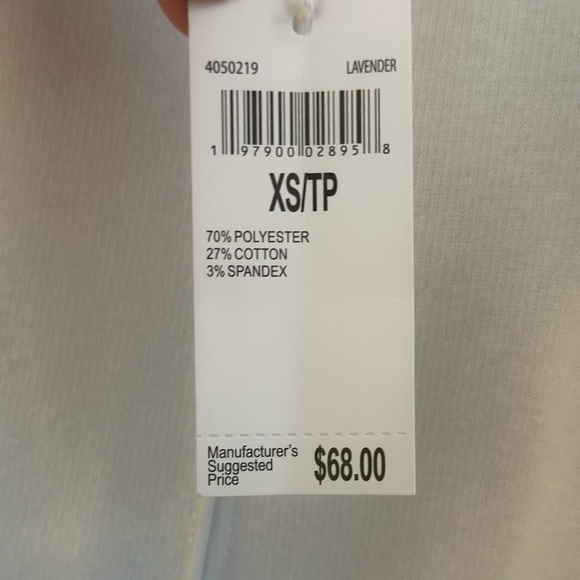 4050219 LAVENDER
1 97900 02895 8
XS/TP
70% POLYESTER
27% COTTON
3% SPANDEX
Manufacturer's
Suggested
Price
$68.00